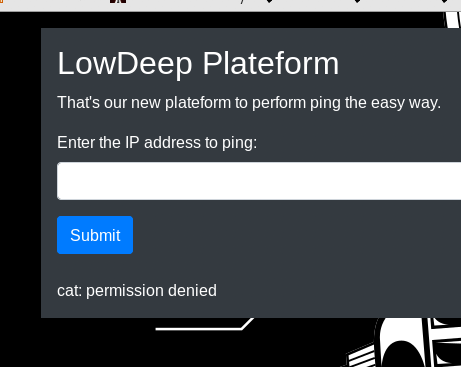 LowDeep Plateform
That's our new plateform to perform ping the easy way.
Enter the IP address to ping:
Submit
cat: permission denied